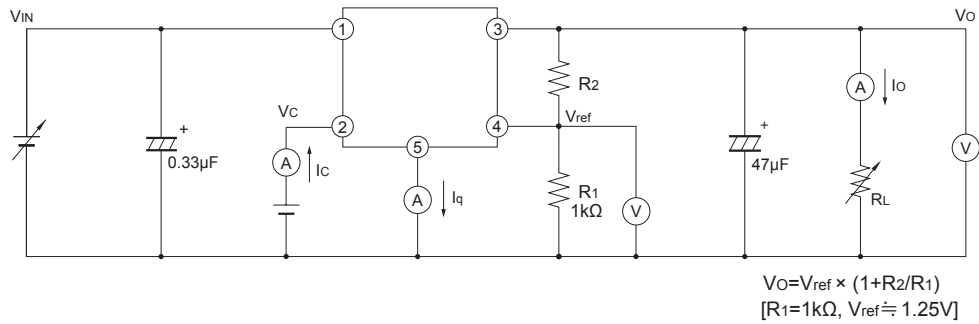 VIN
VO
1
3
R2
A
IO
VC
Vref
2
4
+
0.33µF
A
IC
5
A
Iq
R1
1kΩ
V
+
47µF
RL
V
VO=Vref × (1+R2/R1)
[R1=1kΩ, Vref≒1.25V]